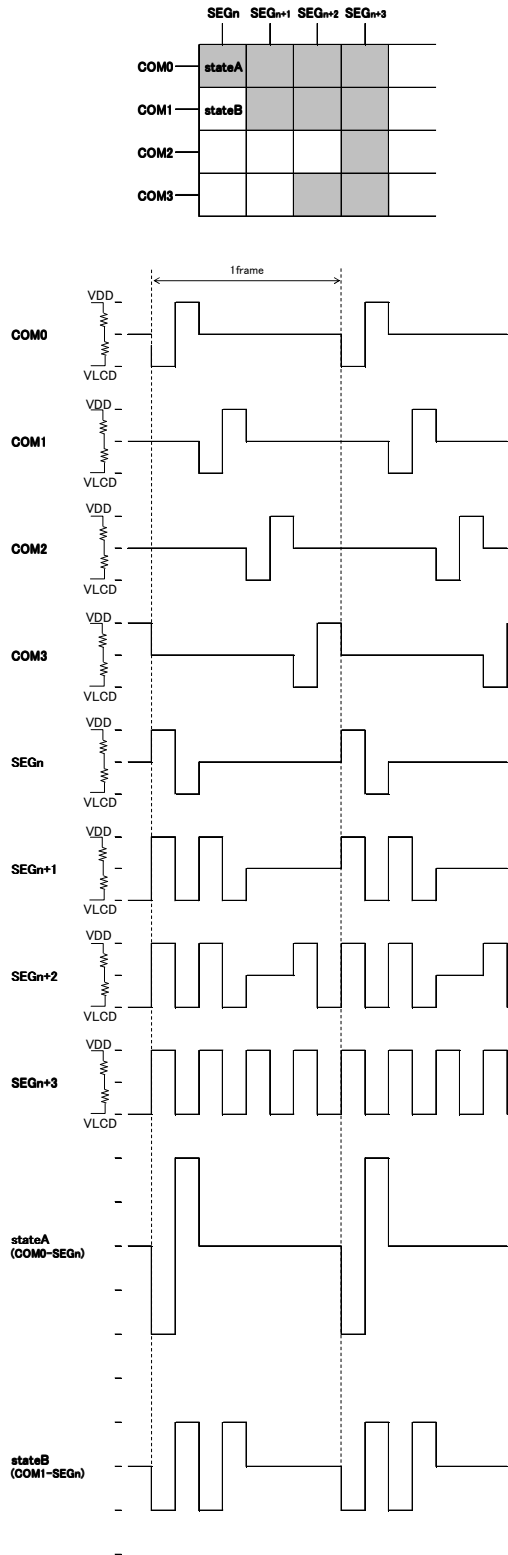 SEGn SEGn+1 SEGn+2 SEGn+3
COM0 stateA
COM1 stateB
COM2
COM3
1frame
VDD
COM0
VLCD
VDD
COM1
VLCD
VDD
COM2
VLCD
VDD
COM3
VLCD
VDD
SEGn
VLCD
VDD
SEGn+1
VLCD
VDD
SEGn+2
VLCD
VDD
SEGn+3
VLCD
stateA
(COM0-SEGn)
stateB
(COM1-SEGn)